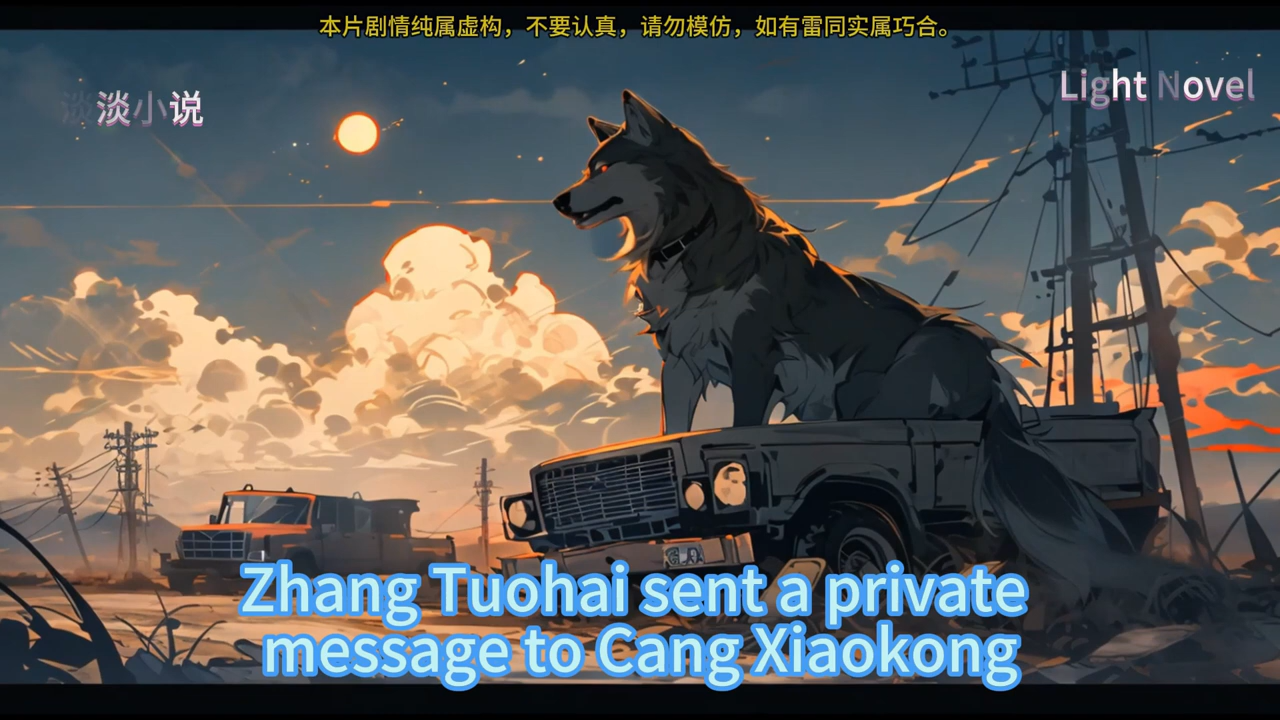 本片剧情纯属虚构，不要认真，请勿模仿，如有雷同实属巧合。
淡淡小说
Light Novel
Zhang Tuohai sent a private
message to Cang Xiaokong